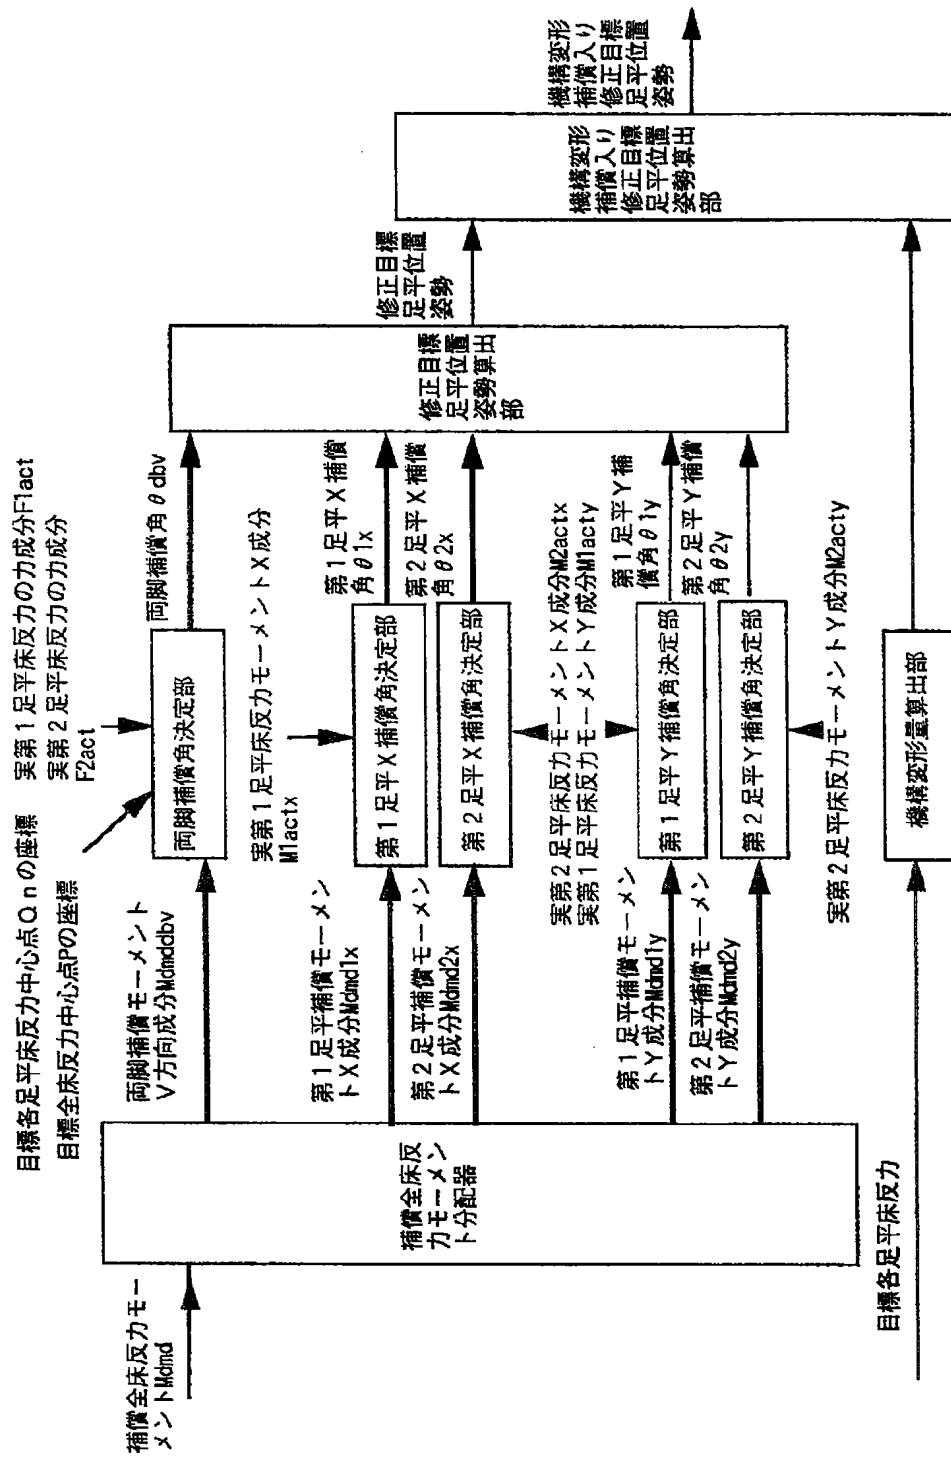 補償全床反力モー
メントMdmd
補償全床反
力モーメン
ト分配器
目標各足平床反力中心点Qnの座標
目標全床反力中心点Pの座標
実第1足平床反力の力成分F1act
実第2足平床反力の力成分
F2act
両脚補償モーメント
V方向成分Mdmddbv
両脚補償角決定部
両脚補償角θdbv
実第1足平床反力モーメントX成分
M1actx
第1足平補償モーメン
トX成分Mdmd1x
第1足平X補償角決定部
第1足平X補償
角θ1x
第2足平補償モーメン
トX成分Mdmd2x
第2足平X補償角決定部
第2足平X補償
角θ2x
実第2足平床反力モーメントX成分M2actx
実第1足平床反力モーメントY成分M1acty
第1足平補償モーメン
トY成分Mdmd1y
第1足平Y補償角決定部
第1足平Y補
償角θ1y
第2足平補償モーメン
トY成分Mdmd2y
第2足平Y補償角決定部
第2足平Y補償
角θ2y
実第2足平床反力モーメントY成分M2acty
修正目標
足平位置
姿勢算出
部
修正目標
足平位置
姿勢
目標各足平床反力
機構変形量算出部
機構変形
補償入り
修正目標
足平位置
姿勢算出
部
機構変形
補償入り
修正目標
足平位置
姿勢